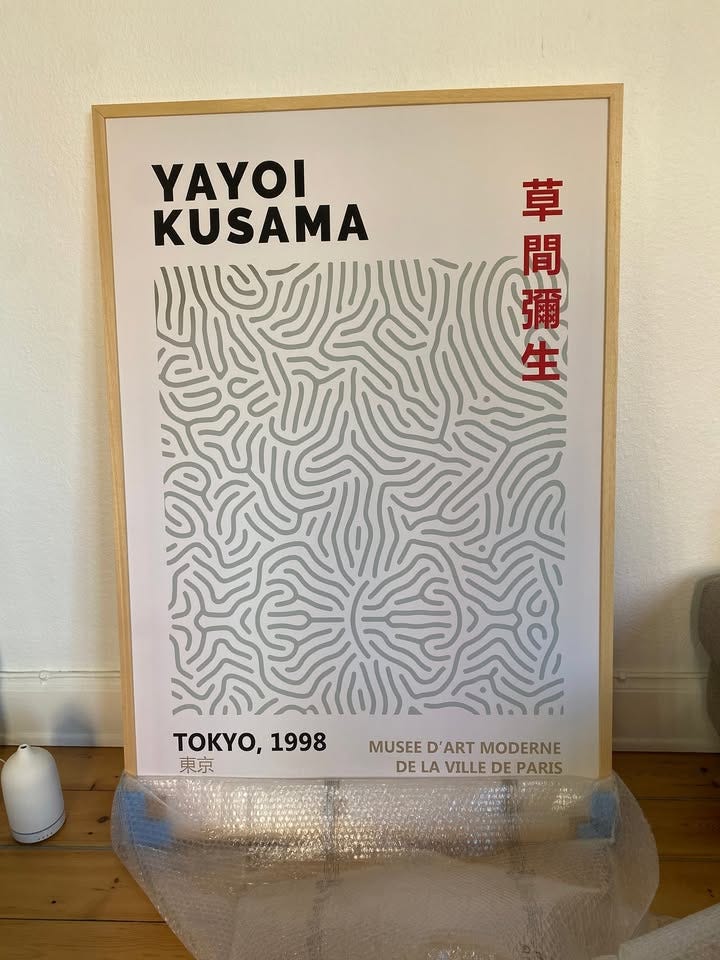 YAYOI
KUSAMA
草間彌生
TOKYO, 1998
東京
MUSEE D'ART MODERNE
DE LA VILLE DE PARIS